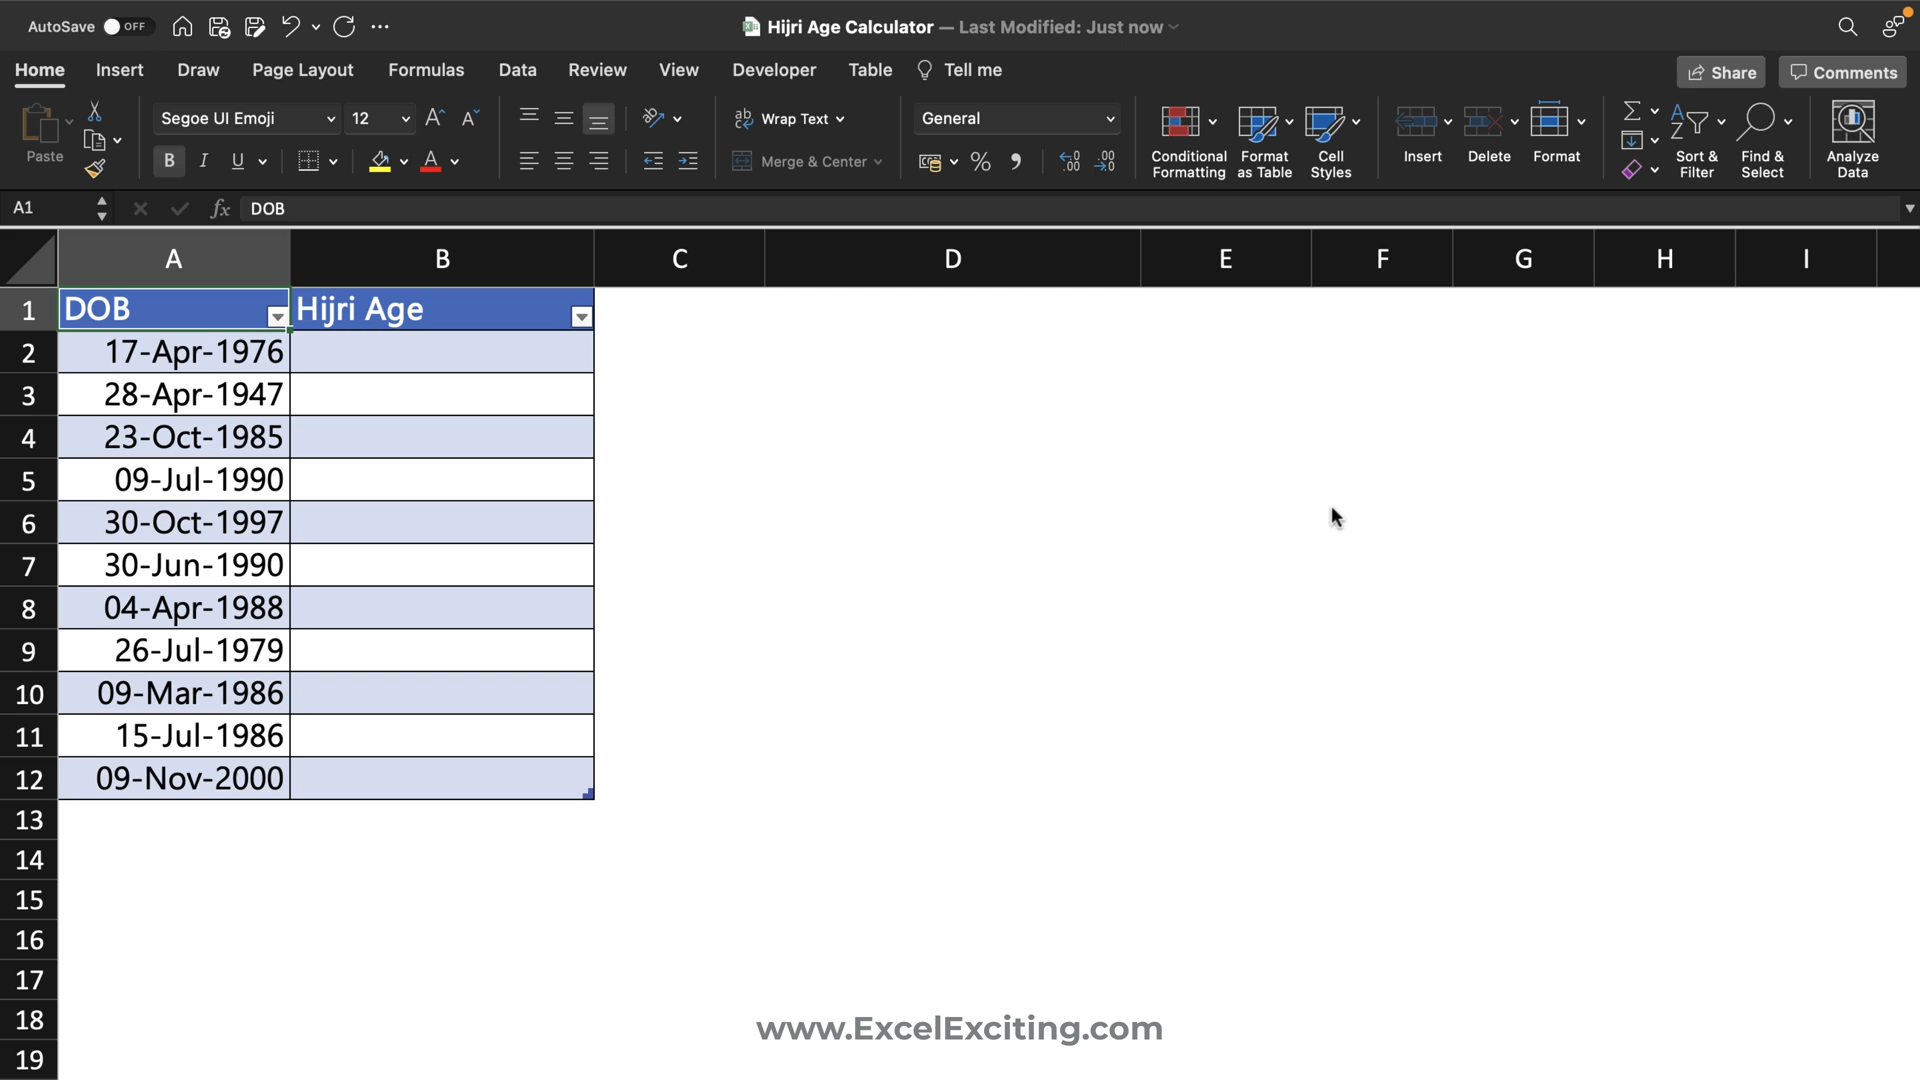 AutoSave OFF
Hijri Age Calculator — Last Modified: Just now
Home Insert Draw Page Layout Formulas Data Review View Developer Table Tell me Share Comments
Paste
Segoe UI Emoji 12
B I U A
Wrap Text
Merge & Center
General
Conditional Formatting
Format as Table
Cell Styles
Insert Delete Format
Sort & Filter
Find & Select
Analyze Data
A1 fx DOB
A B C D E F G H I
1 DOB Hijri Age
2 17-Apr-1976
3 28-Apr-1947
4 23-Oct-1985
5 09-Jul-1990
6 30-Oct-1997
7 30-Jun-1990
8 04-Apr-1988
9 26-Jul-1979
10 09-Mar-1986
11 15-Jul-1986
12 09-Nov-2000
13
14
15
16
17
18
19
www.ExcelExciting.com